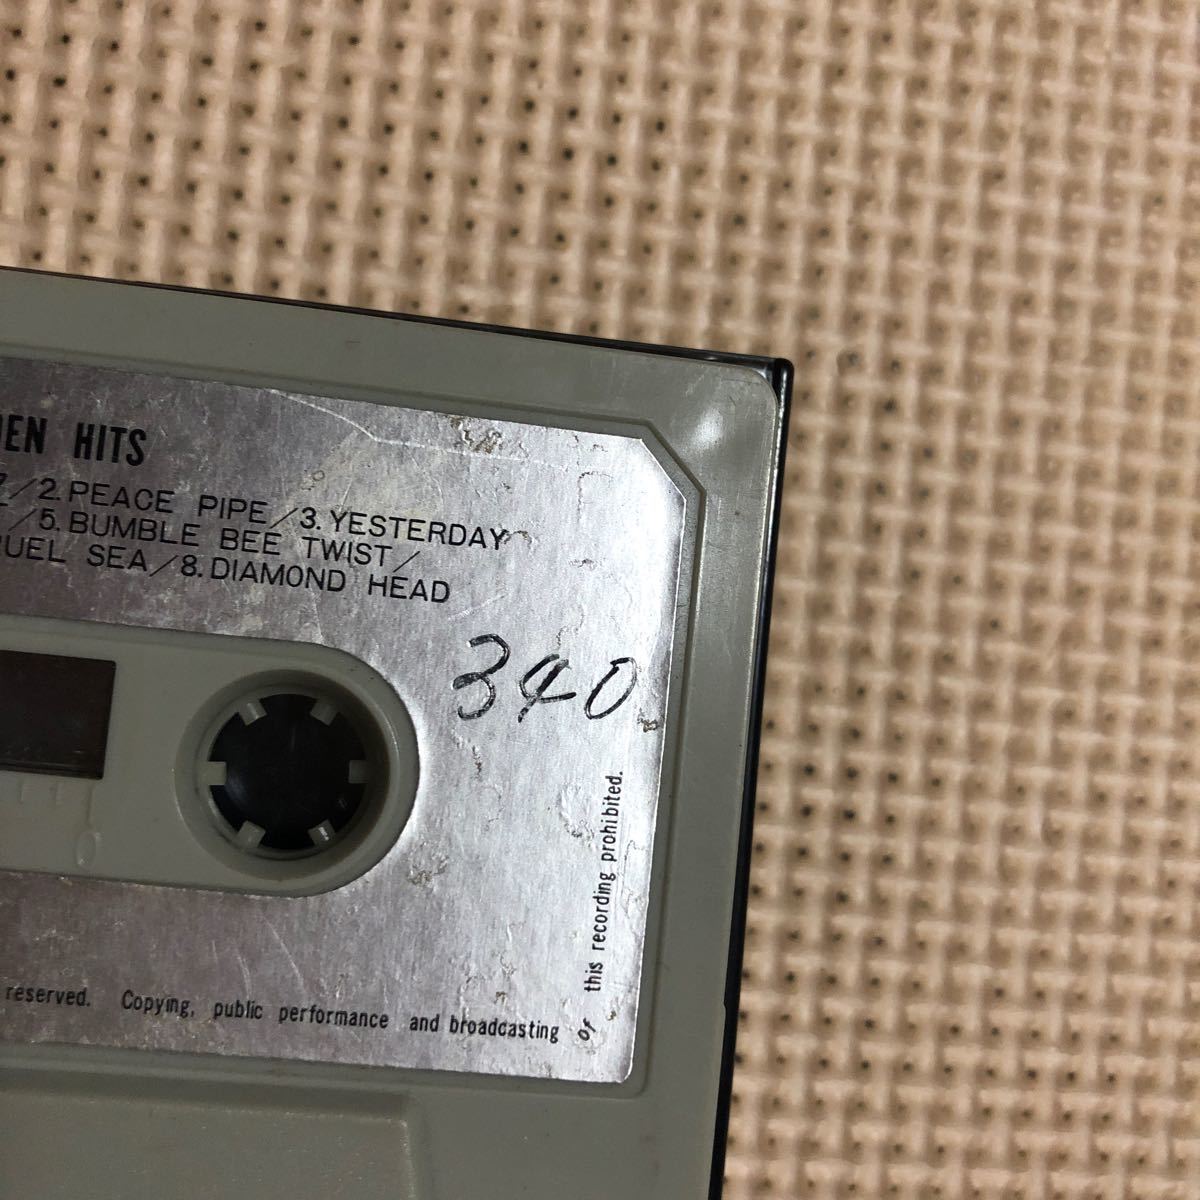 HITS
/2. PEACE PIPE/3. YESTERDAY
/5. BUMBLE BEE TWIST/
SEA/8. DIAMOND HEAD
340
reserved. Copying, public performance and broadcasting of this recording prohibited.